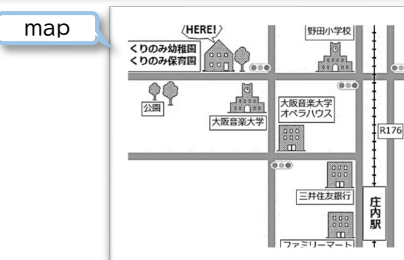 map
HERE!
野田小学校
くりのみ幼稚園
くりのみ保育園
公園
大阪音楽大学
大阪音楽大学
オペラハウス
R176
三井住友銀行
庄内駅
ファミリーマート